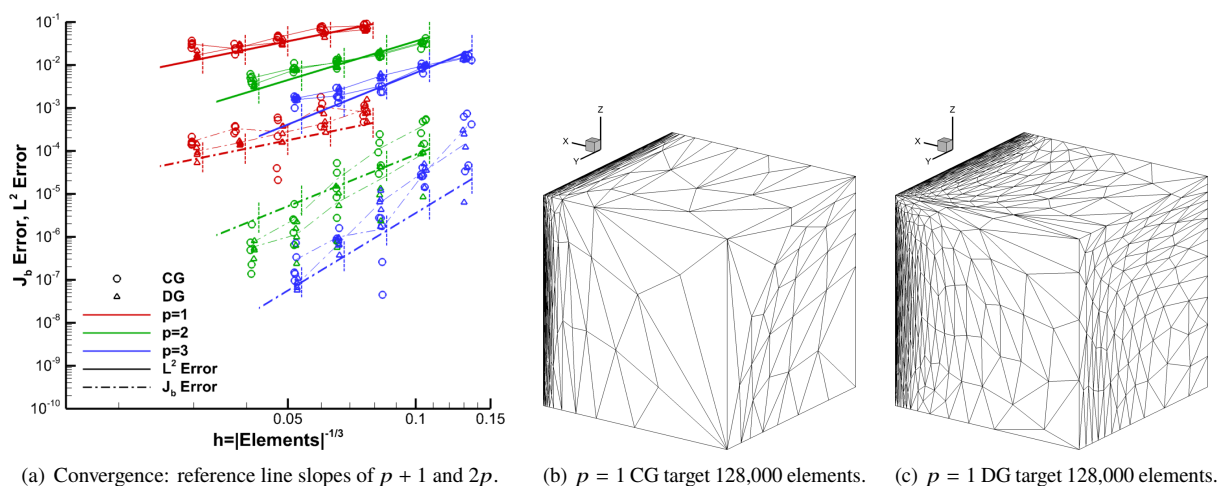 10^-1
10^-2
10^-3
10^-4
10^-5
10^-6
10^-7
10^-8
10^-9
10^-10
J_b Error, L^2 Error
CG
DG
p=1
p=2
p=3
L^2 Error
J_b Error
0.05 0.1 0.15
h=|Elements|^-1/3
Z
X
Y
Z
X
Y
(a) Convergence: reference line slopes of p + 1 and 2p.
(b) p = 1 CG target 128,000 elements.
(c) p = 1 DG target 128,000 elements.